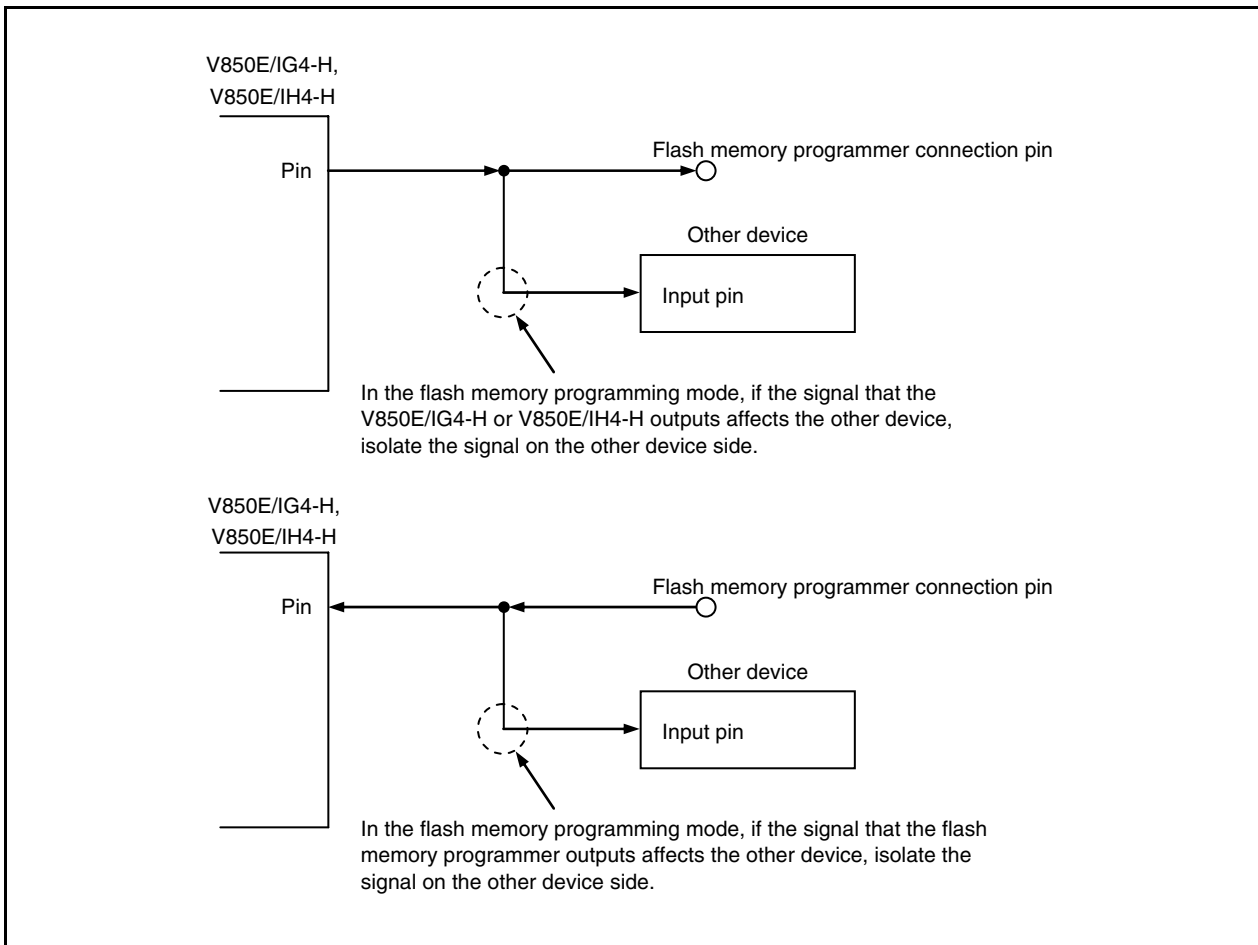 V850E/IG4-H,
V850E/IH4-H
Pin
Flash memory programmer connection pin
Other device
Input pin
In the flash memory programming mode, if the signal that the
V850E/IG4-H or V850E/IH4-H outputs affects the other device,
isolate the signal on the other device side.
V850E/IG4-H,
V850E/IH4-H
Pin
Flash memory programmer connection pin
Other device
Input pin
In the flash memory programming mode, if the signal that the flash
memory programmer outputs affects the other device, isolate the
signal on the other device side.